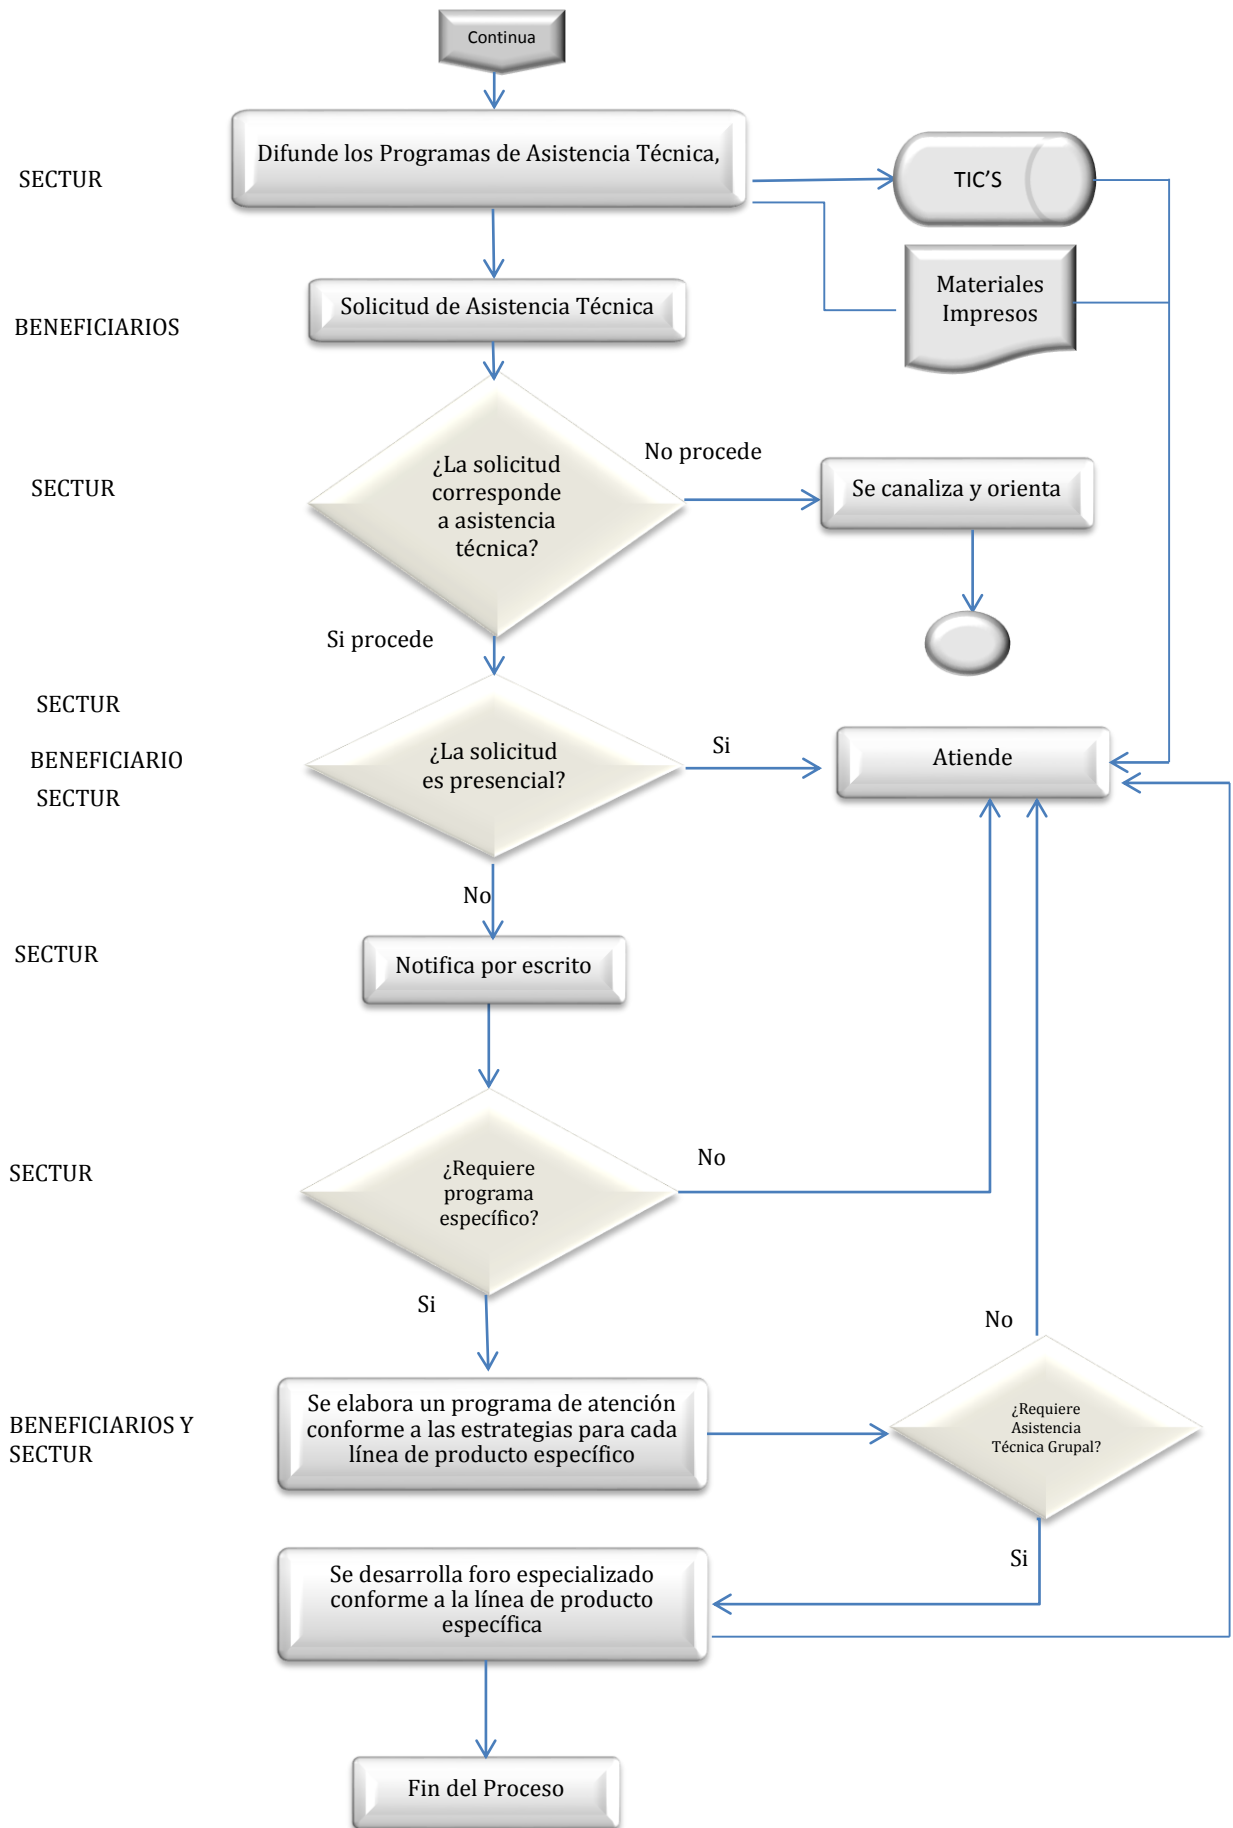 Continua
SECTUR
Difunde los Programas de Asistencia Técnica,
TIC’S
Materiales
Impresos
BENEFICIARIOS
Solicitud de Asistencia Técnica
SECTUR
¿La solicitud
corresponde
a asistencia
técnica?
No procede
Se canaliza y orienta
Si procede
SECTUR
BENEFICIARIO
SECTUR
¿La solicitud
es presencial?
Si
Atiende
No
SECTUR
Notifica por escrito
SECTUR
¿Requiere
programa
específico?
No
Si
No
BENEFICIARIOS Y
SECTUR
Se elabora un programa de atención
conforme a las estrategias para cada
línea de producto específico
¿Requiere
Asistencia
Técnica Grupal?
Si
Se desarrolla foro especializado
conforme a la línea de producto
específica
Fin del Proceso